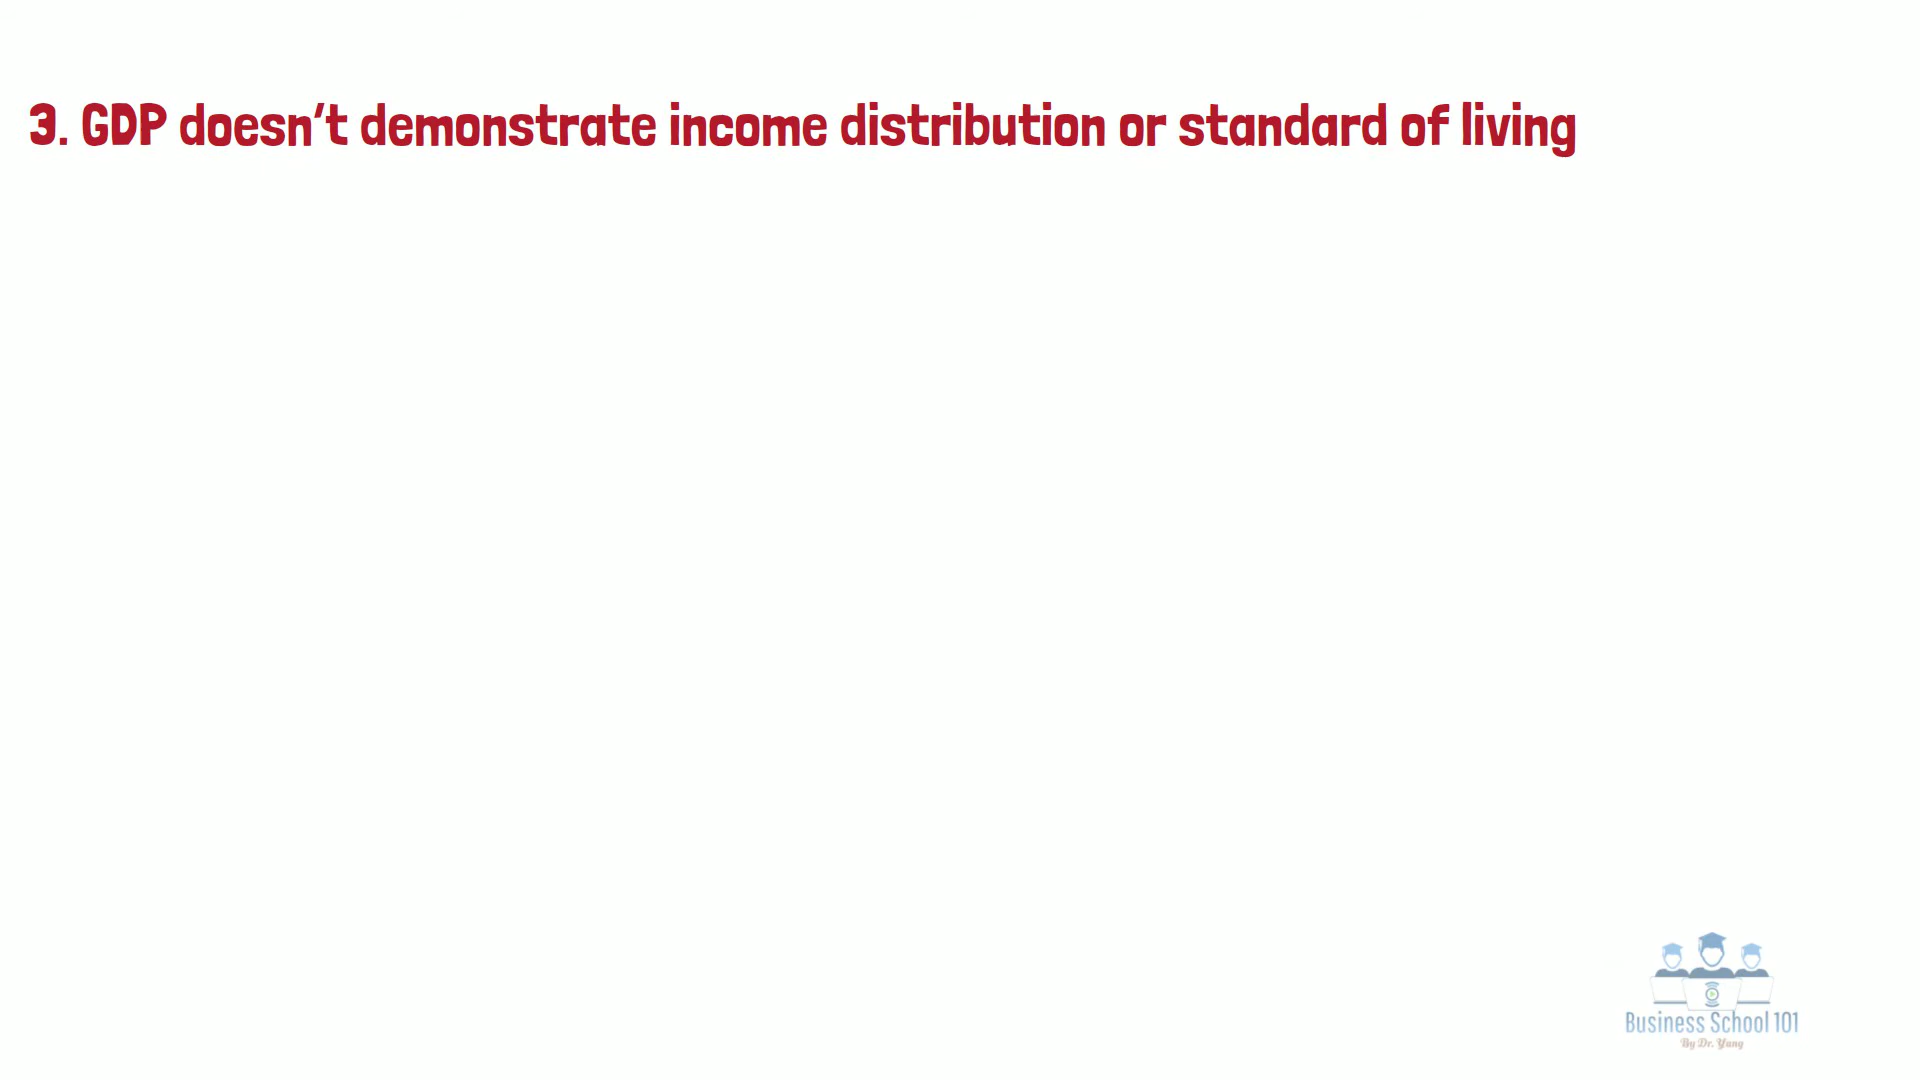 3. GDP doesn't demonstrate income distribution or standard of living
Business School 101
By Dr. Yang